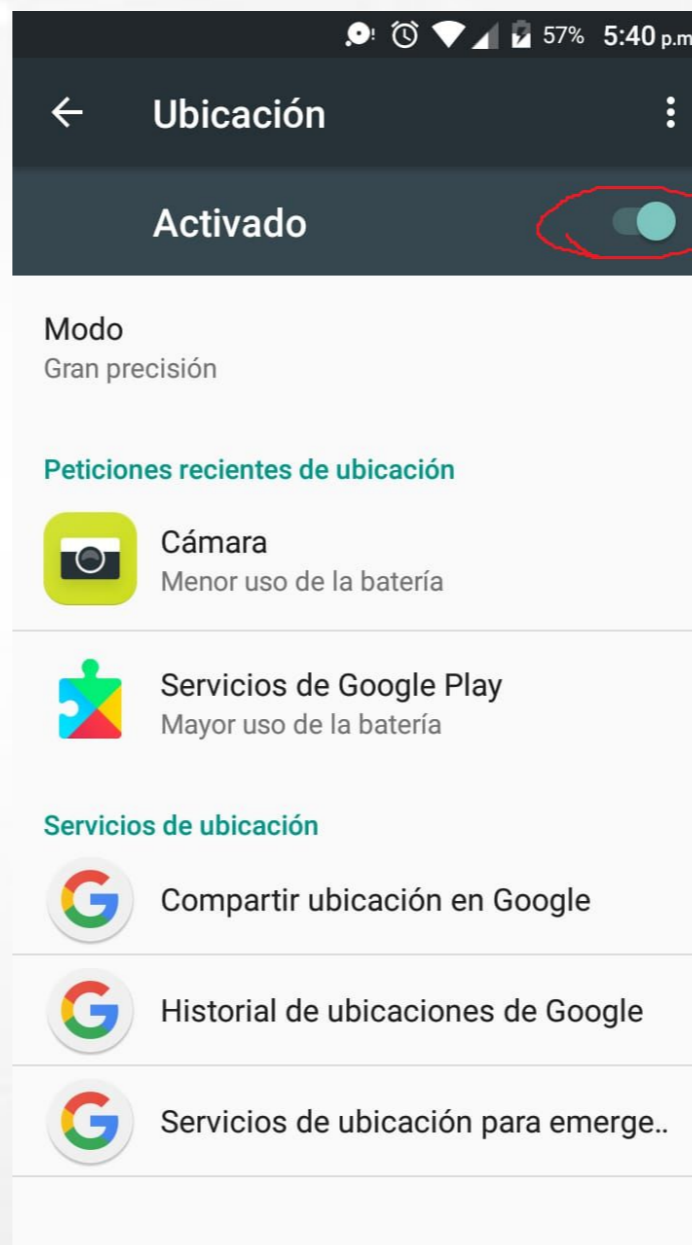 57% 5:40 p.m
Ubicación
Activado
Modo
Gran precisión
Peticiones recientes de ubicación
Cámara
Menor uso de la batería
Servicios de Google Play
Mayor uso de la batería
Servicios de ubicación
Compartir ubicación en Google
Historial de ubicaciones de Google
Servicios de ubicación para emerge..